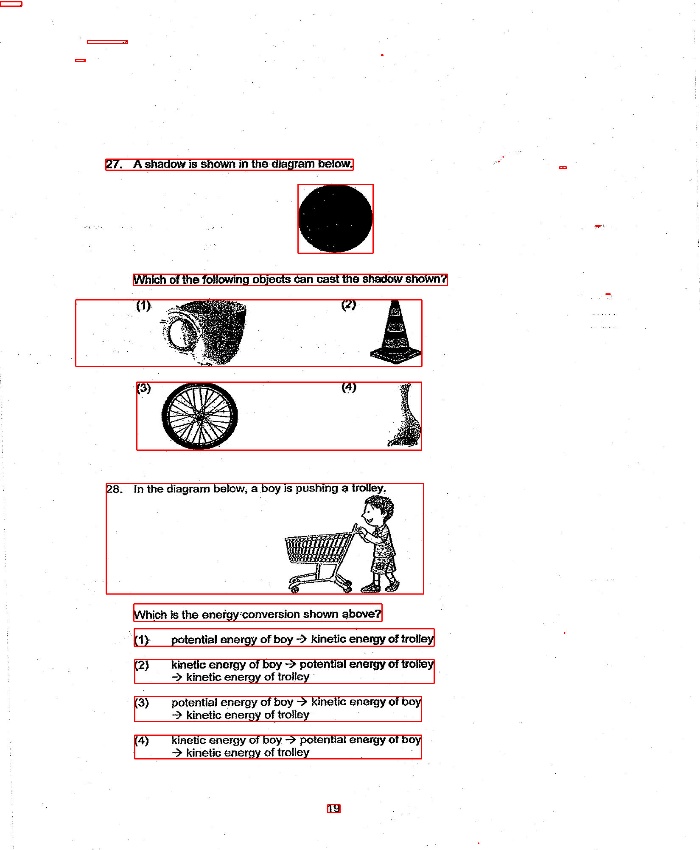 27. A shadow is shown in the diagram below.
Which of the following objects can cast the shadow shown?
(1)
(2)
(3)
(4)
28. In the diagram below, a boy is pushing a trolley.
Which is the energy conversion shown above?
(1) potential energy of boy → kinetic energy of trolley
(2) kinetic energy of boy → potential energy of trolley
→ kinetic energy of trolley
(3) potential energy of boy → kinetic energy of boy
→ kinetic energy of trolley
(4) kinetic energy of boy → potential energy of boy
→ kinetic energy of trolley
19